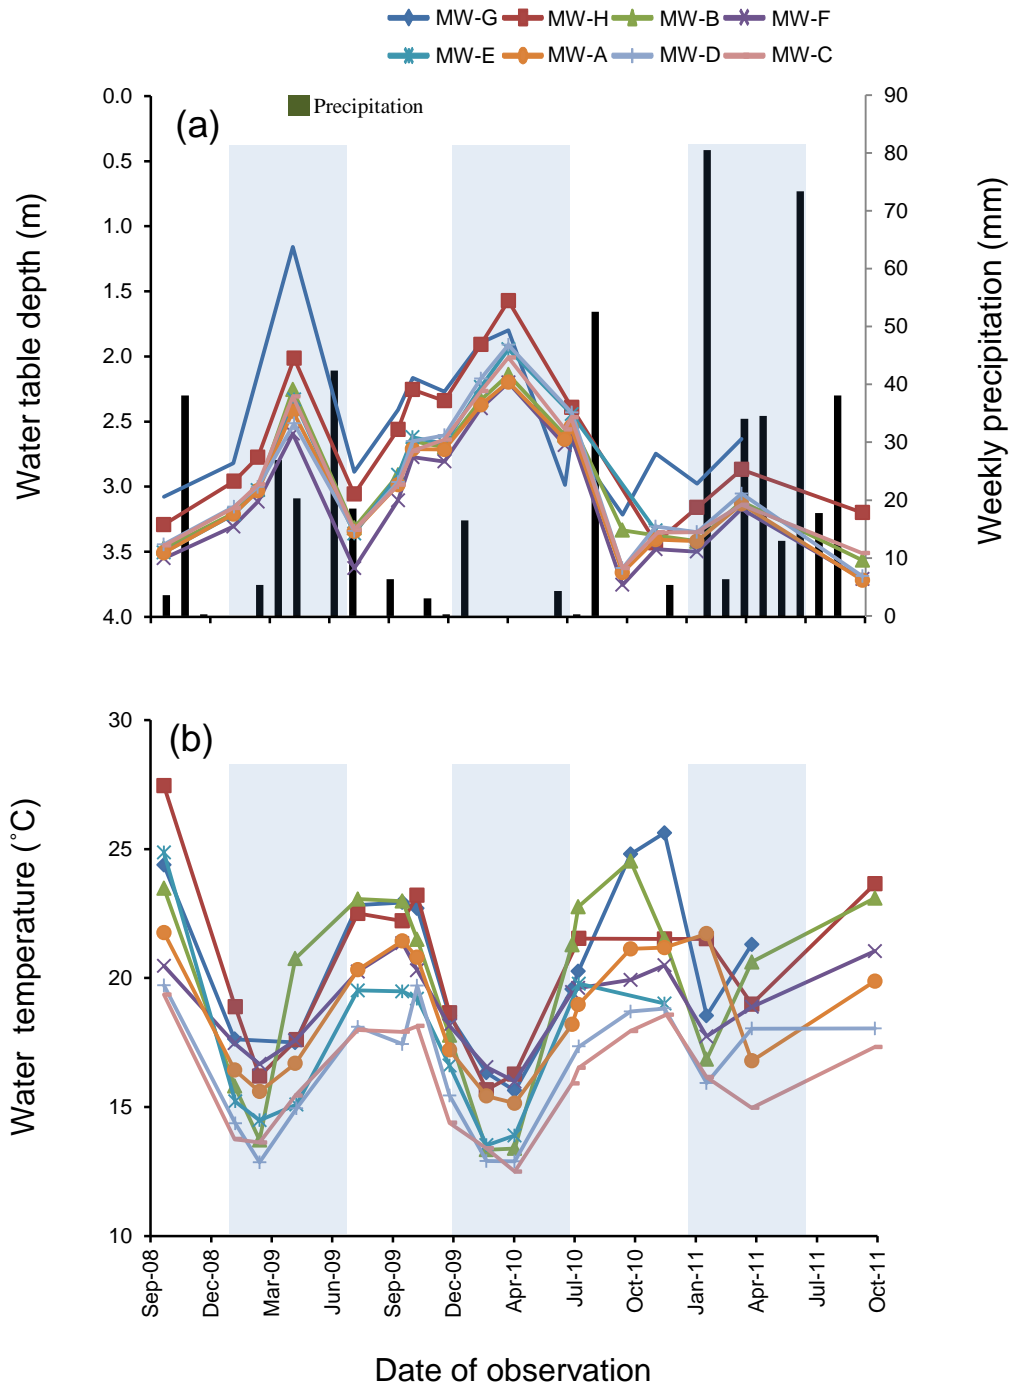 MW-G MW-H MW-B MW-F
MW-E MW-A MW-D MW-C
(a)
Precipitation
Water table depth (m)
0.0
0.5
1.0
1.5
2.0
2.5
3.0
3.5
4.0
Weekly precipitation (mm)
90
80
70
60
50
40
30
20
10
0
(b)
Water temperature (˚C)
30
25
20
15
10
Sep-08
Dec-08
Mar-09
Jun-09
Sep-09
Dec-09
Apr-10
Jul-10
Oct-10
Jan-11
Apr-11
Jul-11
Oct-11
Date of observation